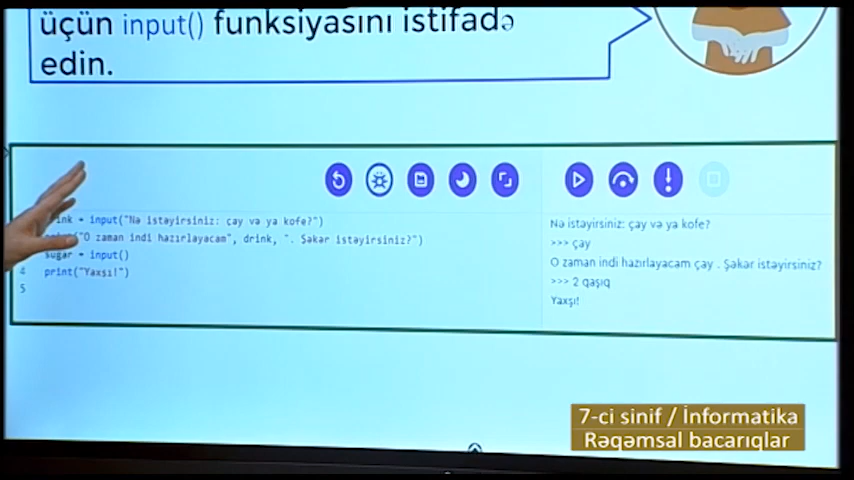 üçün input() funksiyasını istifadə
edin.
ink = input("Nə istəyirsiniz: çay və ya kofe?")
"O zaman indi hazırlayacam", drink, ". Şəkər istəyirsiniz?")
sugar = input()
4 print("Yaxşı!")
5
Nə istəyirsiniz: çay və ya kofe?
>>> çay
O zaman indi hazırlayacam çay . Şəkər istəyirsiniz?
>>> 2 qaşıq
Yaxşı!
7-ci sinif / İnformatika
Rəqəmsal bacarıqlar